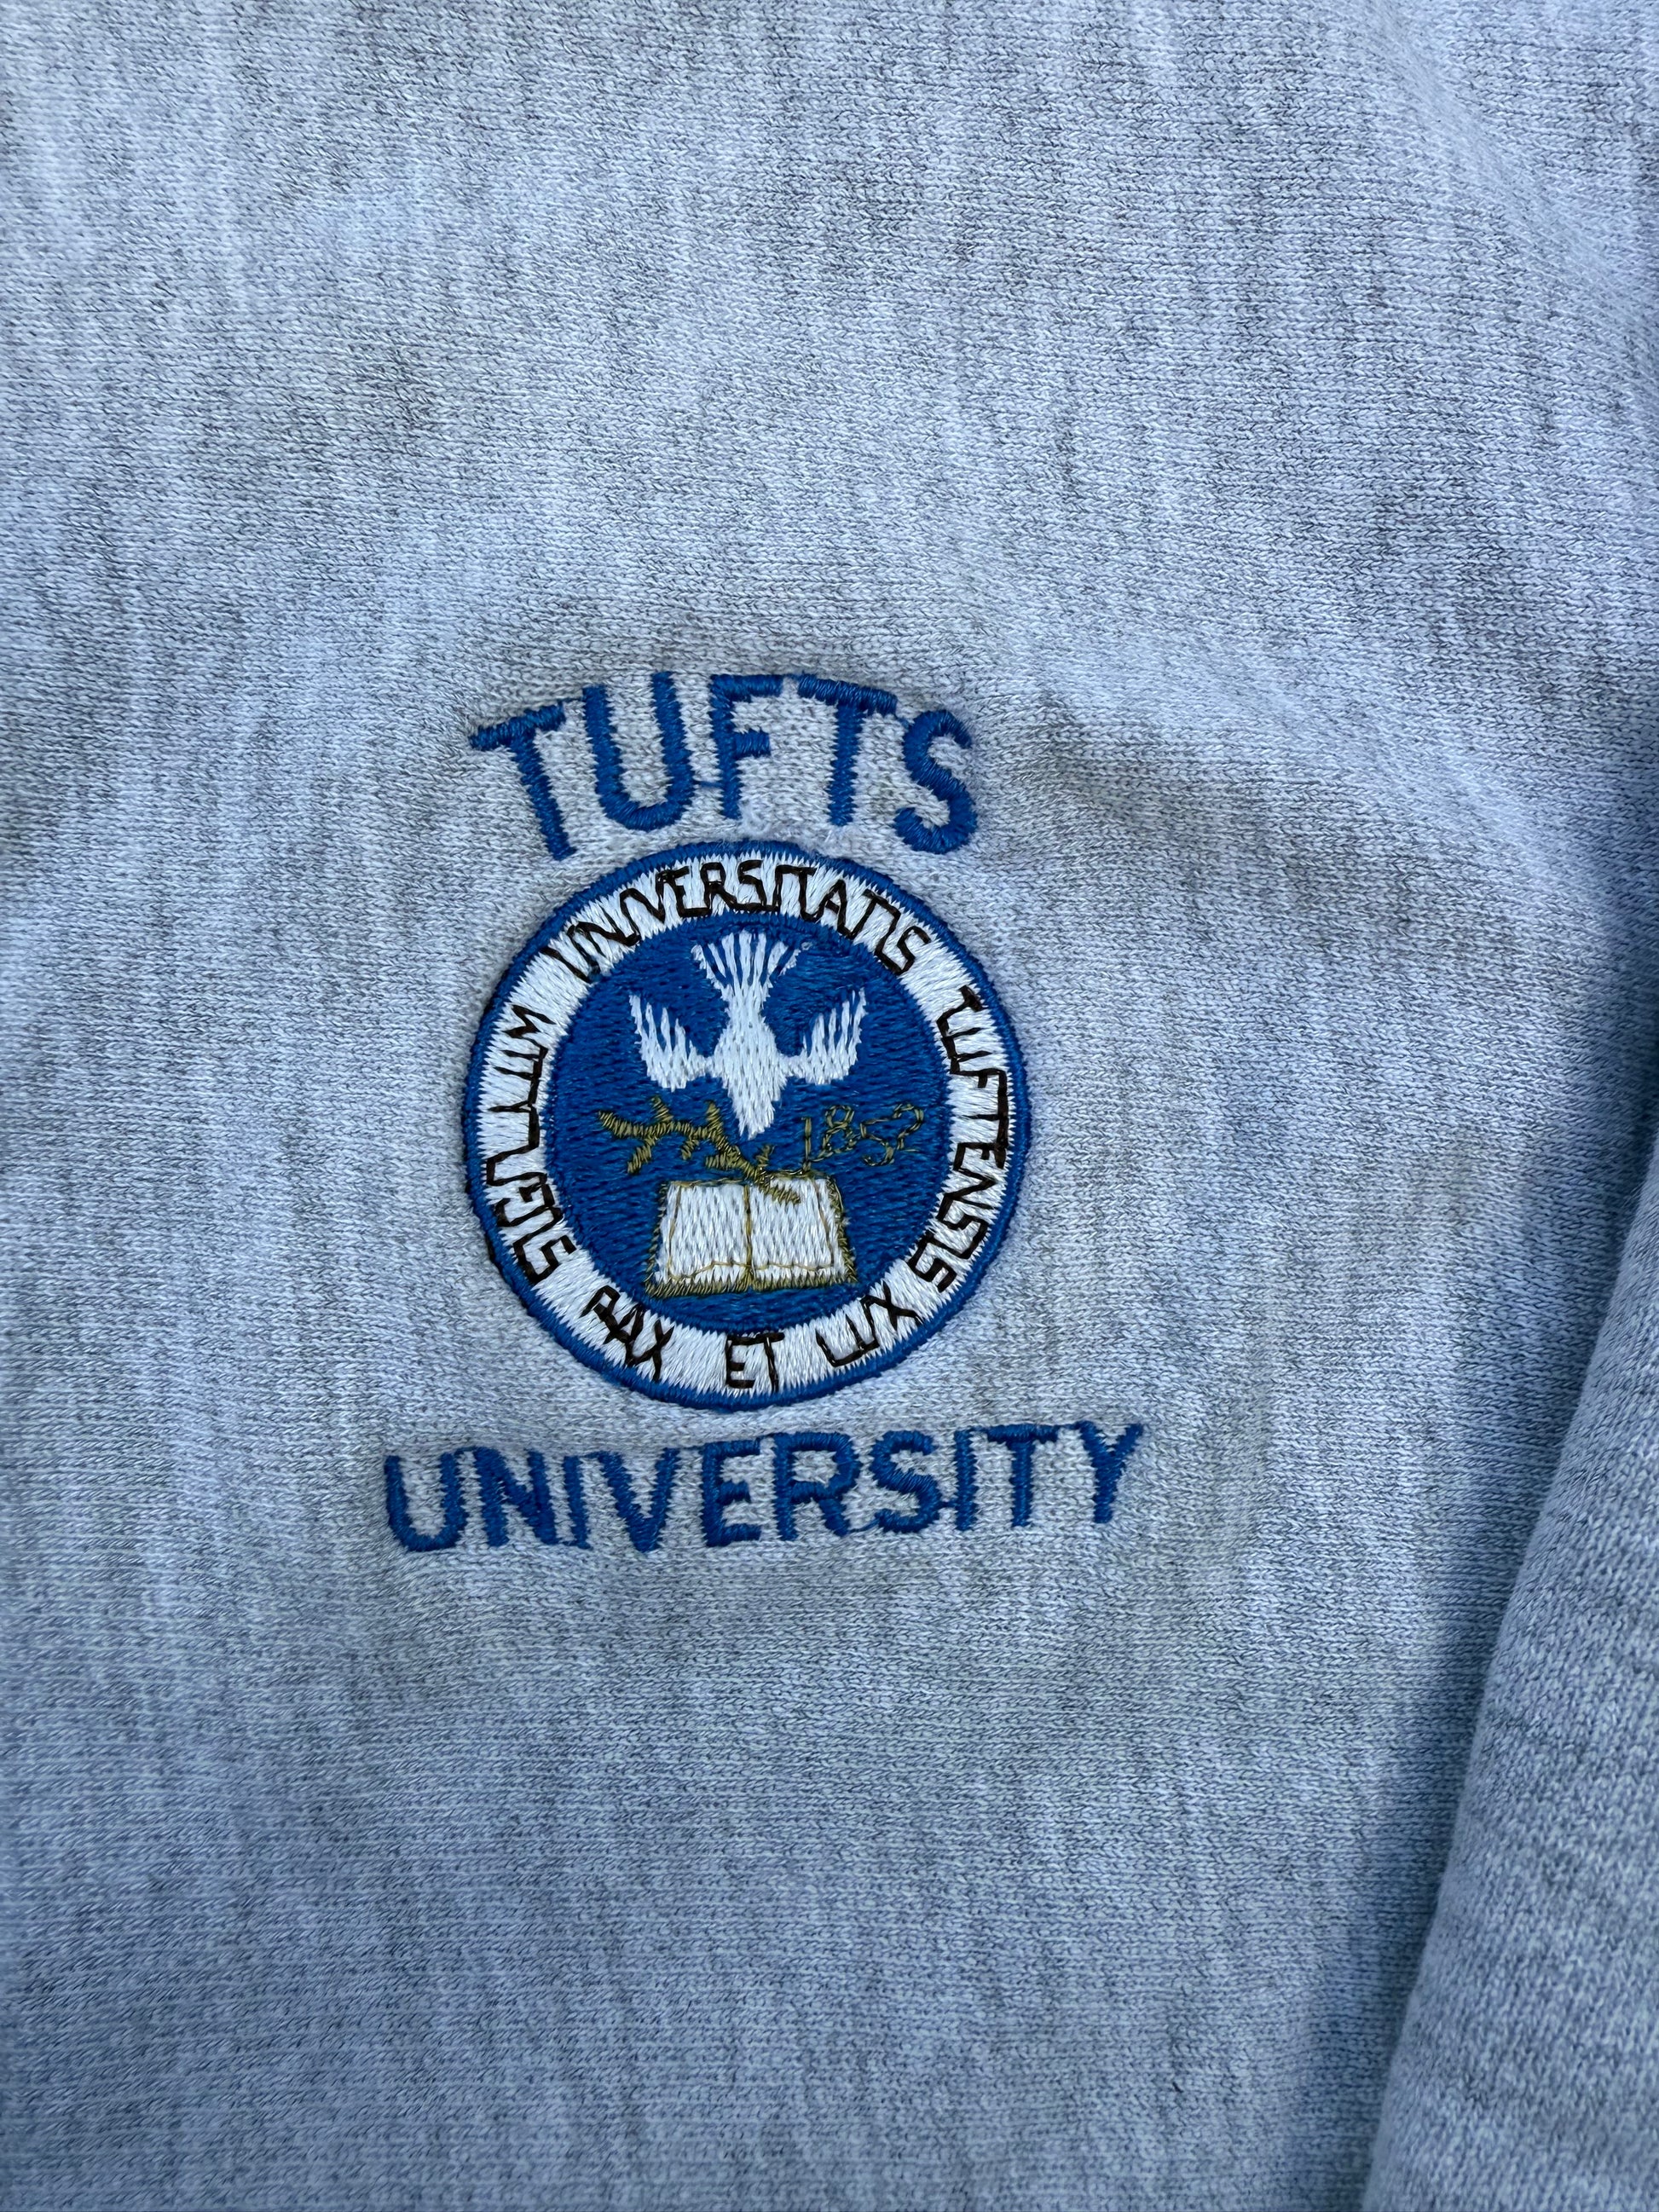 TUFTS
UNIVERSITATIS TUFTENSIS
PAX ET LUX
SIGILLUM
1852
UNIVERSITY